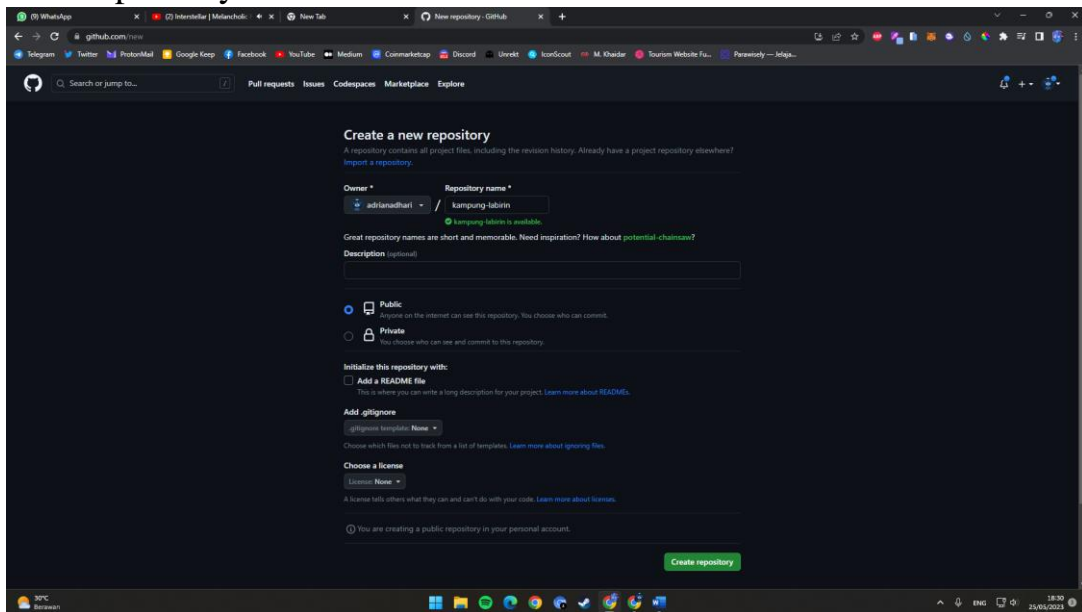 (9) WhatsApp
(2) Interstellar | Melancholic
New Tab
New repository · GitHub
github.com/new
Telegram Twitter ProtonMail Google Keep Facebook YouTube Medium Coinmarketcap Discord Unrekt IconScout M. Khaidar Tourism Website Fu... Parawisely — Jelaja...
Search or jump to... /
Pull requests Issues Codespaces Marketplace Explore
Create a new repository
A repository contains all project files, including the revision history. Already have a project repository elsewhere?
Import a repository.
Owner * Repository name *
adrianadhari / kampung-labirin
kampung-labirin is available.
Great repository names are short and memorable. Need inspiration? How about potential-chainsaw?
Description (optional)
Public
Anyone on the internet can see this repository. You choose who can commit.
Private
You choose who can see and commit to this repository.
Initialize this repository with:
Add a README file
This is where you can write a long description for your project. Learn more about READMEs.
Add .gitignore
.gitignore template: None
Choose which files not to track from a list of templates. Learn more about ignoring files.
Choose a license
License: None
A license tells others what they can and can't do with your code. Learn more about licenses.
You are creating a public repository in your personal account.
Create repository
30°C
Berawan
ENG
18:30
25/05/2023